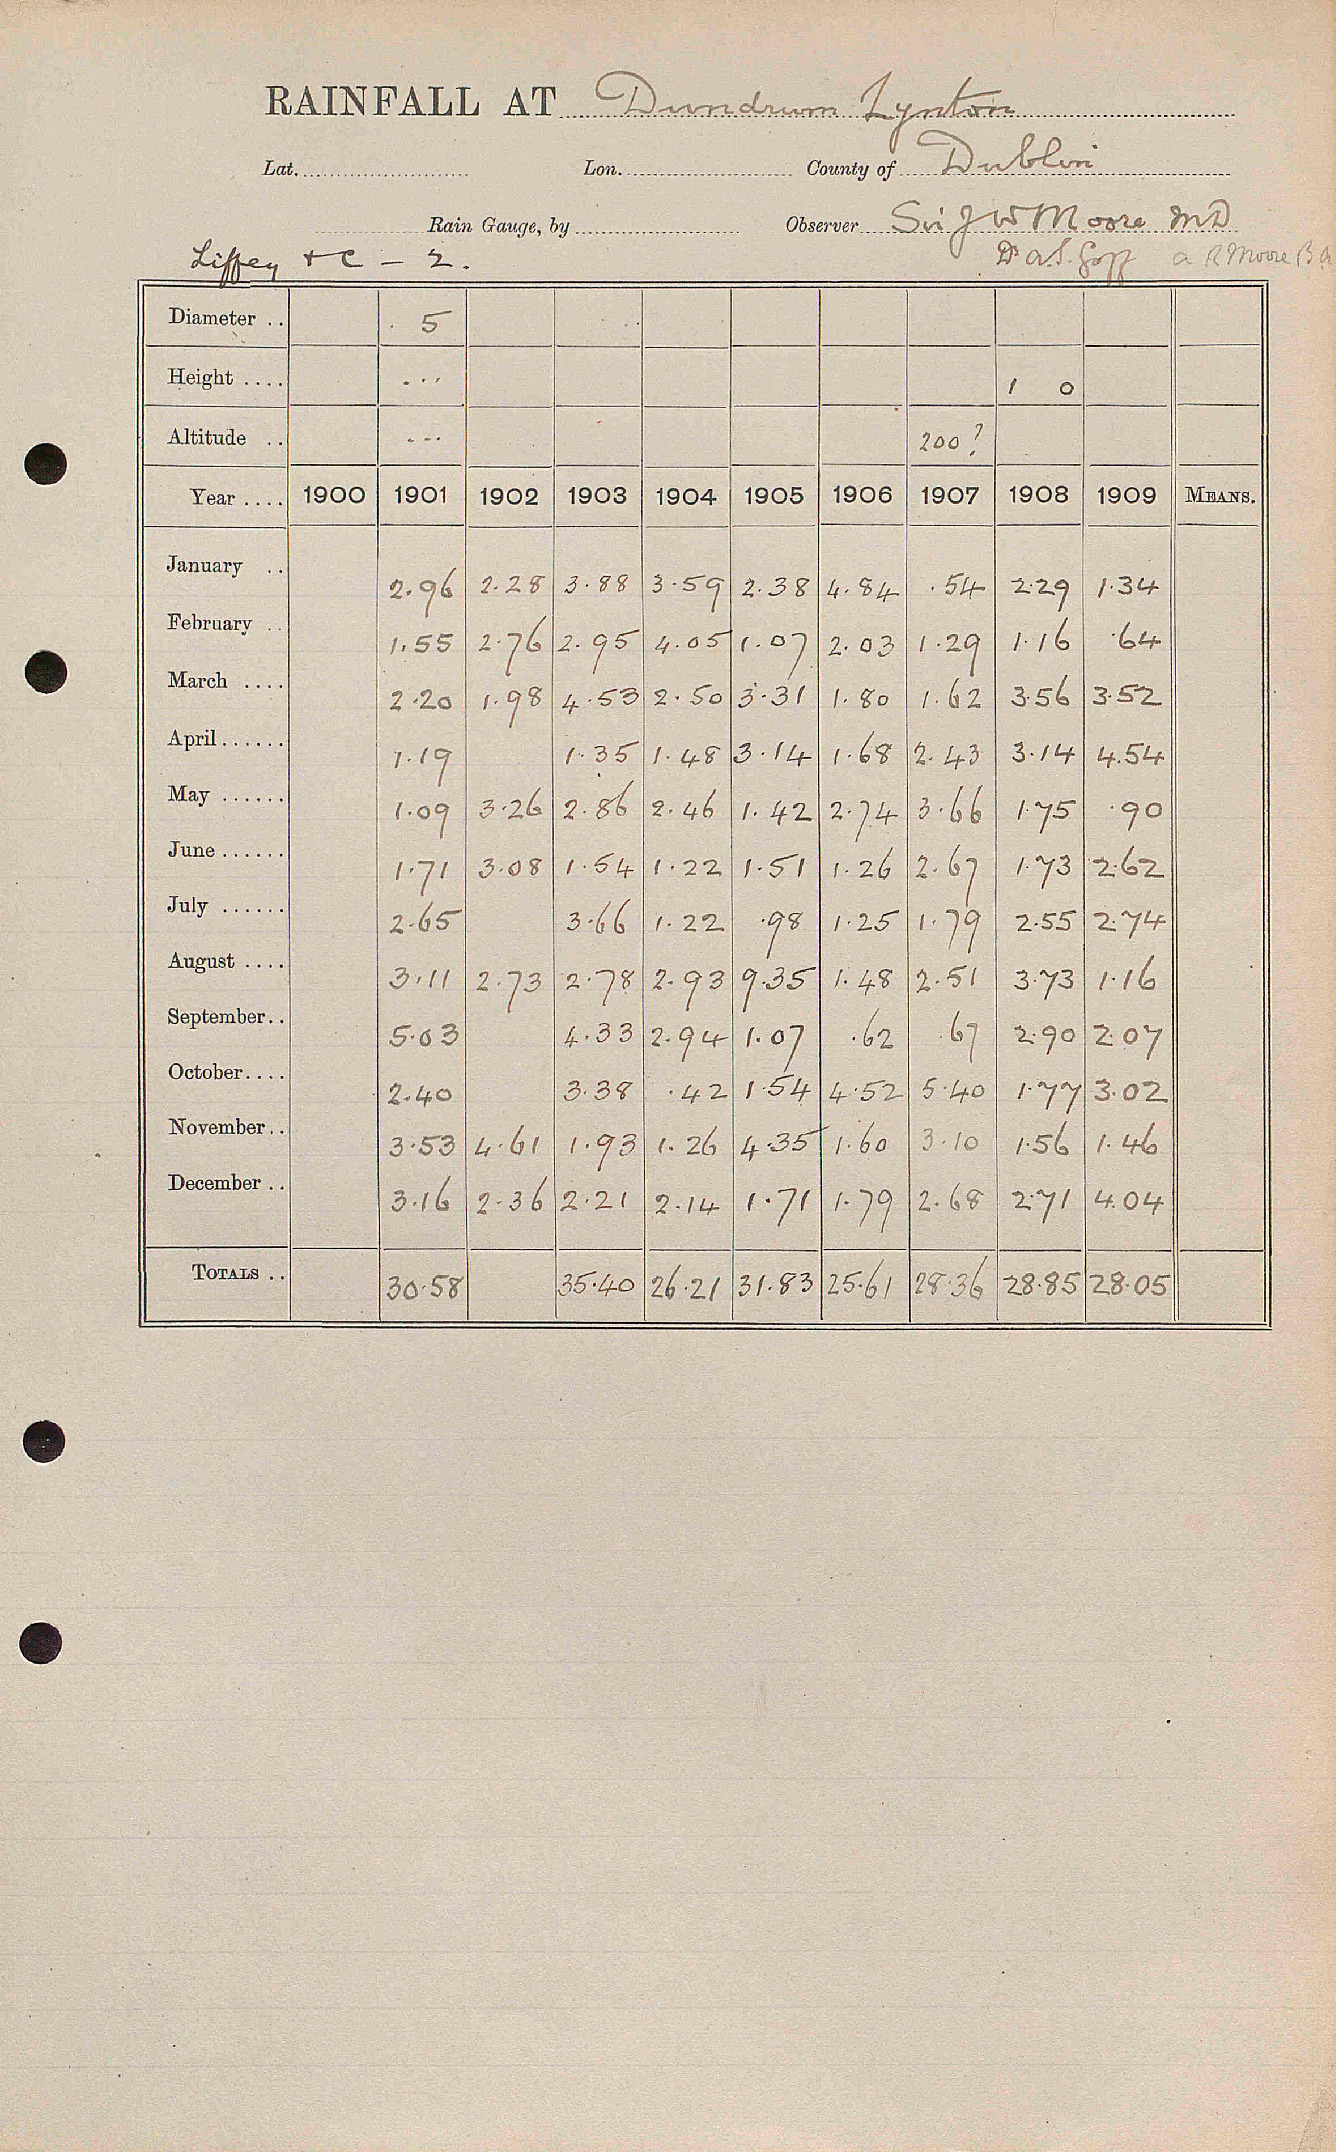 RAINFALL AT Dundrum Lynton
Lat. Lon. County of Dublin
Rain Gauge, by Observer Sir J W Moore MD
Liffey + C - 2. Dr A.S. Goff a R Moore B A
Diameter .. 5
Height .... ... 1 0
Altitude .. --- 200?
Year .... 1900 1901 1902 1903 1904 1905 1906 1907 1908 1909 MEANS.
January .. 2.96 2.28 3.88 3.59 2.38 4.84 .54 2.29 1.34
February .. 1.55 2.76 2.95 4.05 1.07 2.03 1.29 1.16 .64
March .... 2.20 1.98 4.53 2.50 3.31 1.80 1.62 3.56 3.52
April...... 1.19 1.35 1.48 3.14 1.68 2.43 3.14 4.54
May ...... 1.09 3.26 2.86 2.46 1.42 2.74 3.66 1.75 .90
June...... 1.71 3.08 1.54 1.22 1.51 1.26 2.67 1.73 2.62
July ...... 2.65 3.66 1.22 .98 1.25 1.79 2.55 2.74
August .... 3.11 2.73 2.78 2.93 9.35 1.48 2.51 3.73 1.16
September.. 5.03 4.33 2.94 1.07 .62 .67 2.90 2.07
October.... 2.40 3.38 .42 1.54 4.52 5.40 1.77 3.02
November.. 3.53 4.61 1.93 1.26 4.35 1.60 3.10 1.56 1.46
December .. 3.16 2.36 2.21 2.14 1.71 1.79 2.68 2.71 4.04
TOTALS .. 30.58 35.40 26.21 31.83 25.61 28.36 28.85 28.05